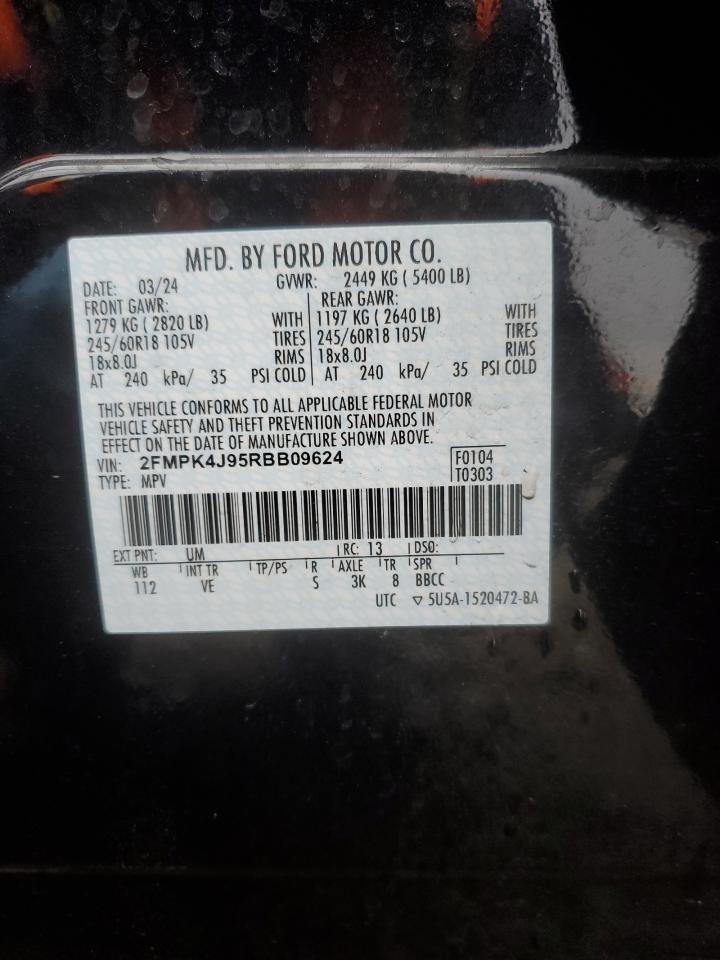 MFD. BY FORD MOTOR CO.
DATE: 03/24 GVWR: 2449 KG ( 5400 LB)
FRONT GAWR: REAR GAWR:
1279 KG ( 2820 LB) WITH 1197 KG ( 2640 LB) WITH
245/60R18 105V TIRES 245/60R18 105V TIRES
18x8.0J RIMS 18x8.0J RIMS
AT 240 kPa/ 35 PSI COLD AT 240 kPa/ 35 PSI COLD
THIS VEHICLE CONFORMS TO ALL APPLICABLE FEDERAL MOTOR
VEHICLE SAFETY AND THEFT PREVENTION STANDARDS IN
EFFECT ON THE DATE OF MANUFACTURE SHOWN ABOVE.
VIN: 2FMPK4J95RBB09624 F0104
TYPE: MPV T0303
EXT PNT: UM RC: 13 DSO:
WB INT TR TP/PS R AXLE TR SPR
112 VE S 3K 8 BBCC
UTC ▽ 5U5A-1520472-BA